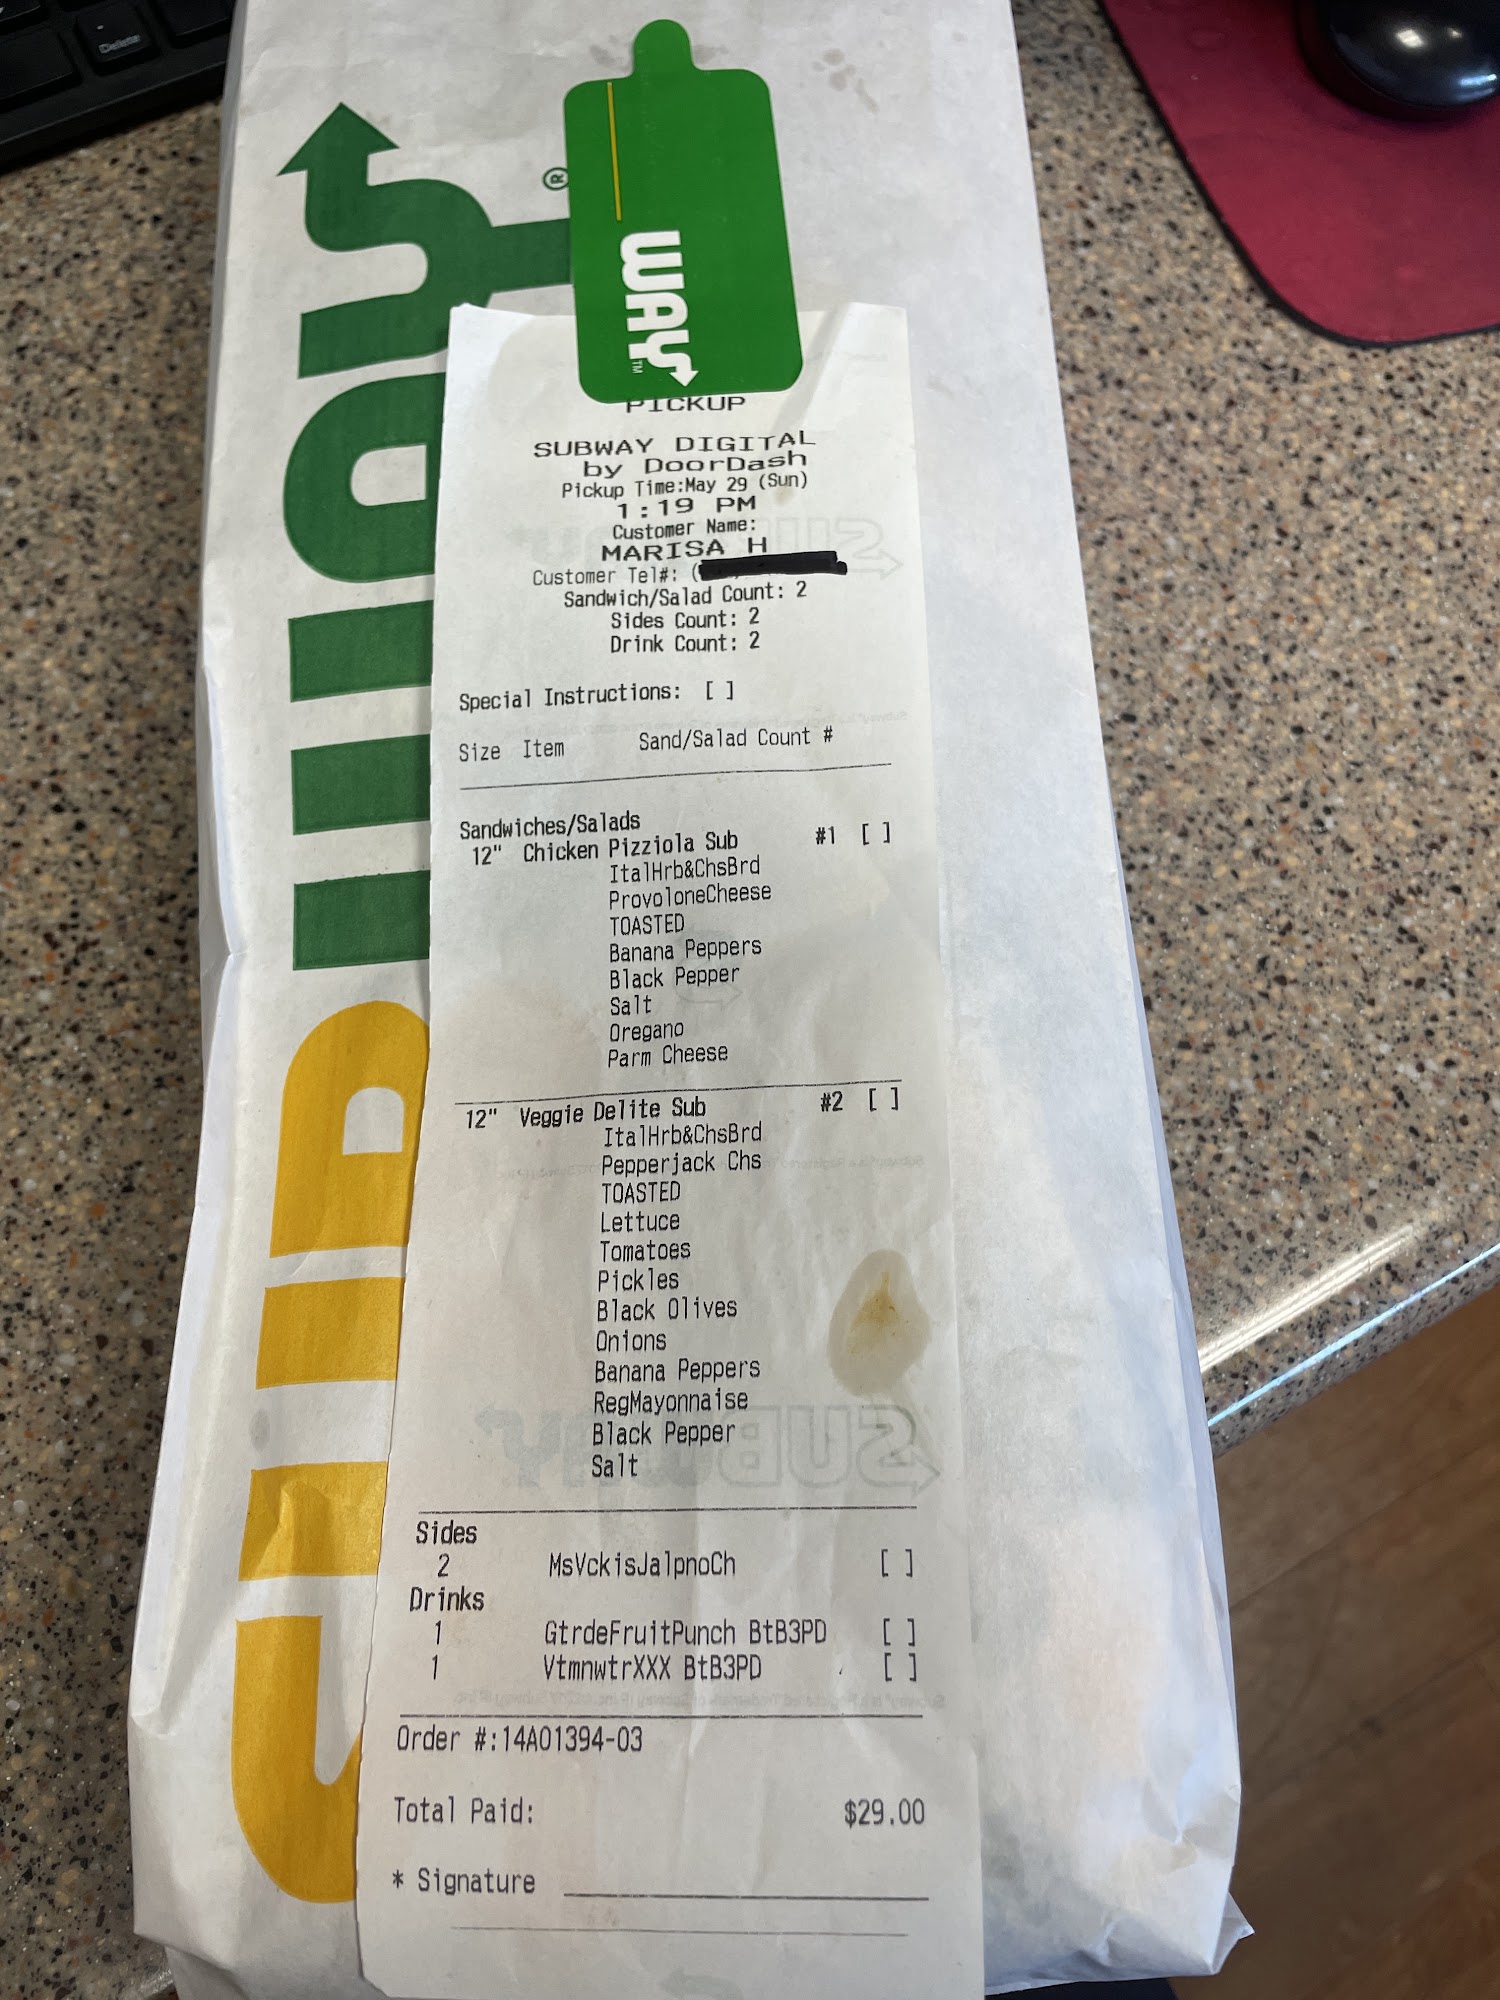 Delete
SUBWAY
®
WAY
TM
PICKUP
SUBWAY DIGITAL
by DoorDash
Pickup Time:May 29 (Sun)
1:19 PM
Customer Name:
MARISA H
Customer Tel#: (
Sandwich/Salad Count: 2
Sides Count: 2
Drink Count: 2
Special Instructions: [ ]
Size Item Sand/Salad Count #
Sandwiches/Salads
12" Chicken Pizziola Sub #1 [ ]
ItalHrb&ChsBrd
ProvoloneCheese
TOASTED
Banana Peppers
Black Pepper
Salt
Oregano
Parm Cheese
12" Veggie Delite Sub #2 [ ]
ItalHrb&ChsBrd
Pepperjack Chs
TOASTED
Lettuce
Tomatoes
Pickles
Black Olives
Onions
Banana Peppers
RegMayonnaise
Black Pepper
Salt
Sides
2 MsVckisJalpnoCh [ ]
Drinks
1 GtrdeFruitPunch BtB3PD [ ]
1 VtmnwtrXXX BtB3PD [ ]
Order #:14A01394-03
Total Paid: $29.00
* Signature